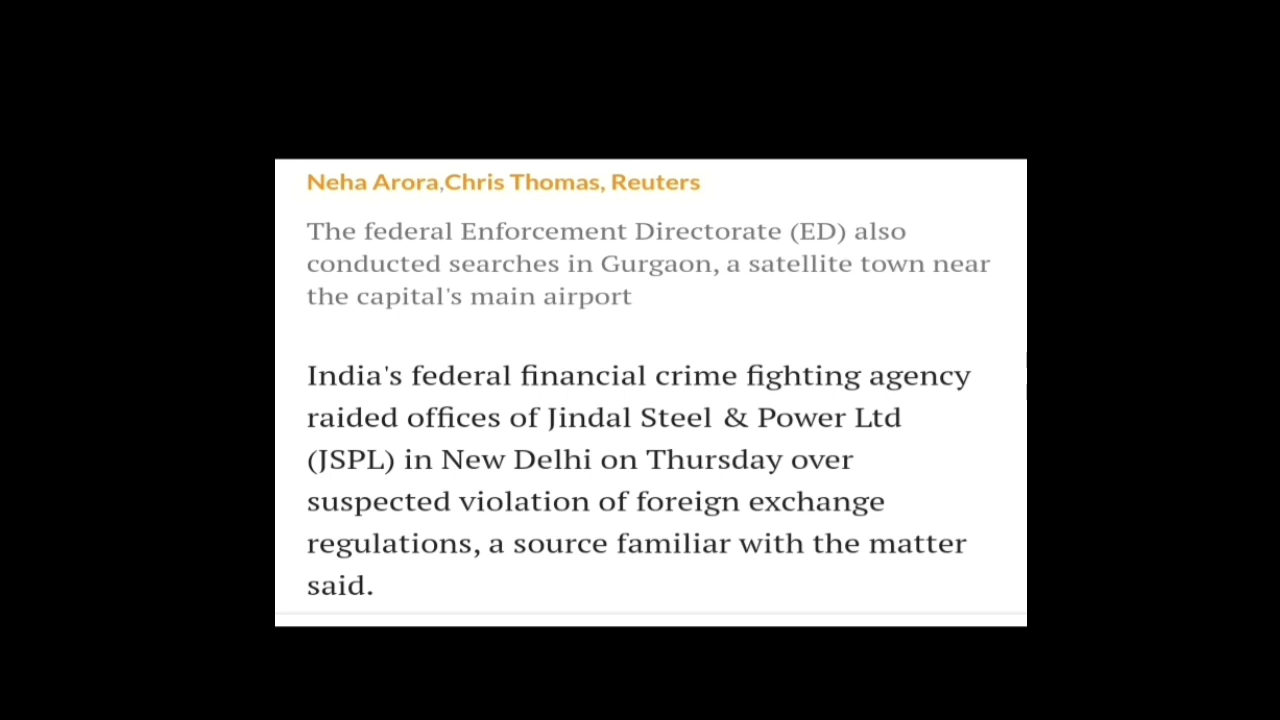 Neha Arora,Chris Thomas, Reuters
The federal Enforcement Directorate (ED) also
conducted searches in Gurgaon, a satellite town near
the capital's main airport
India's federal financial crime fighting agency
raided offices of Jindal Steel & Power Ltd
(JSPL) in New Delhi on Thursday over
suspected violation of foreign exchange
regulations, a source familiar with the matter
said.